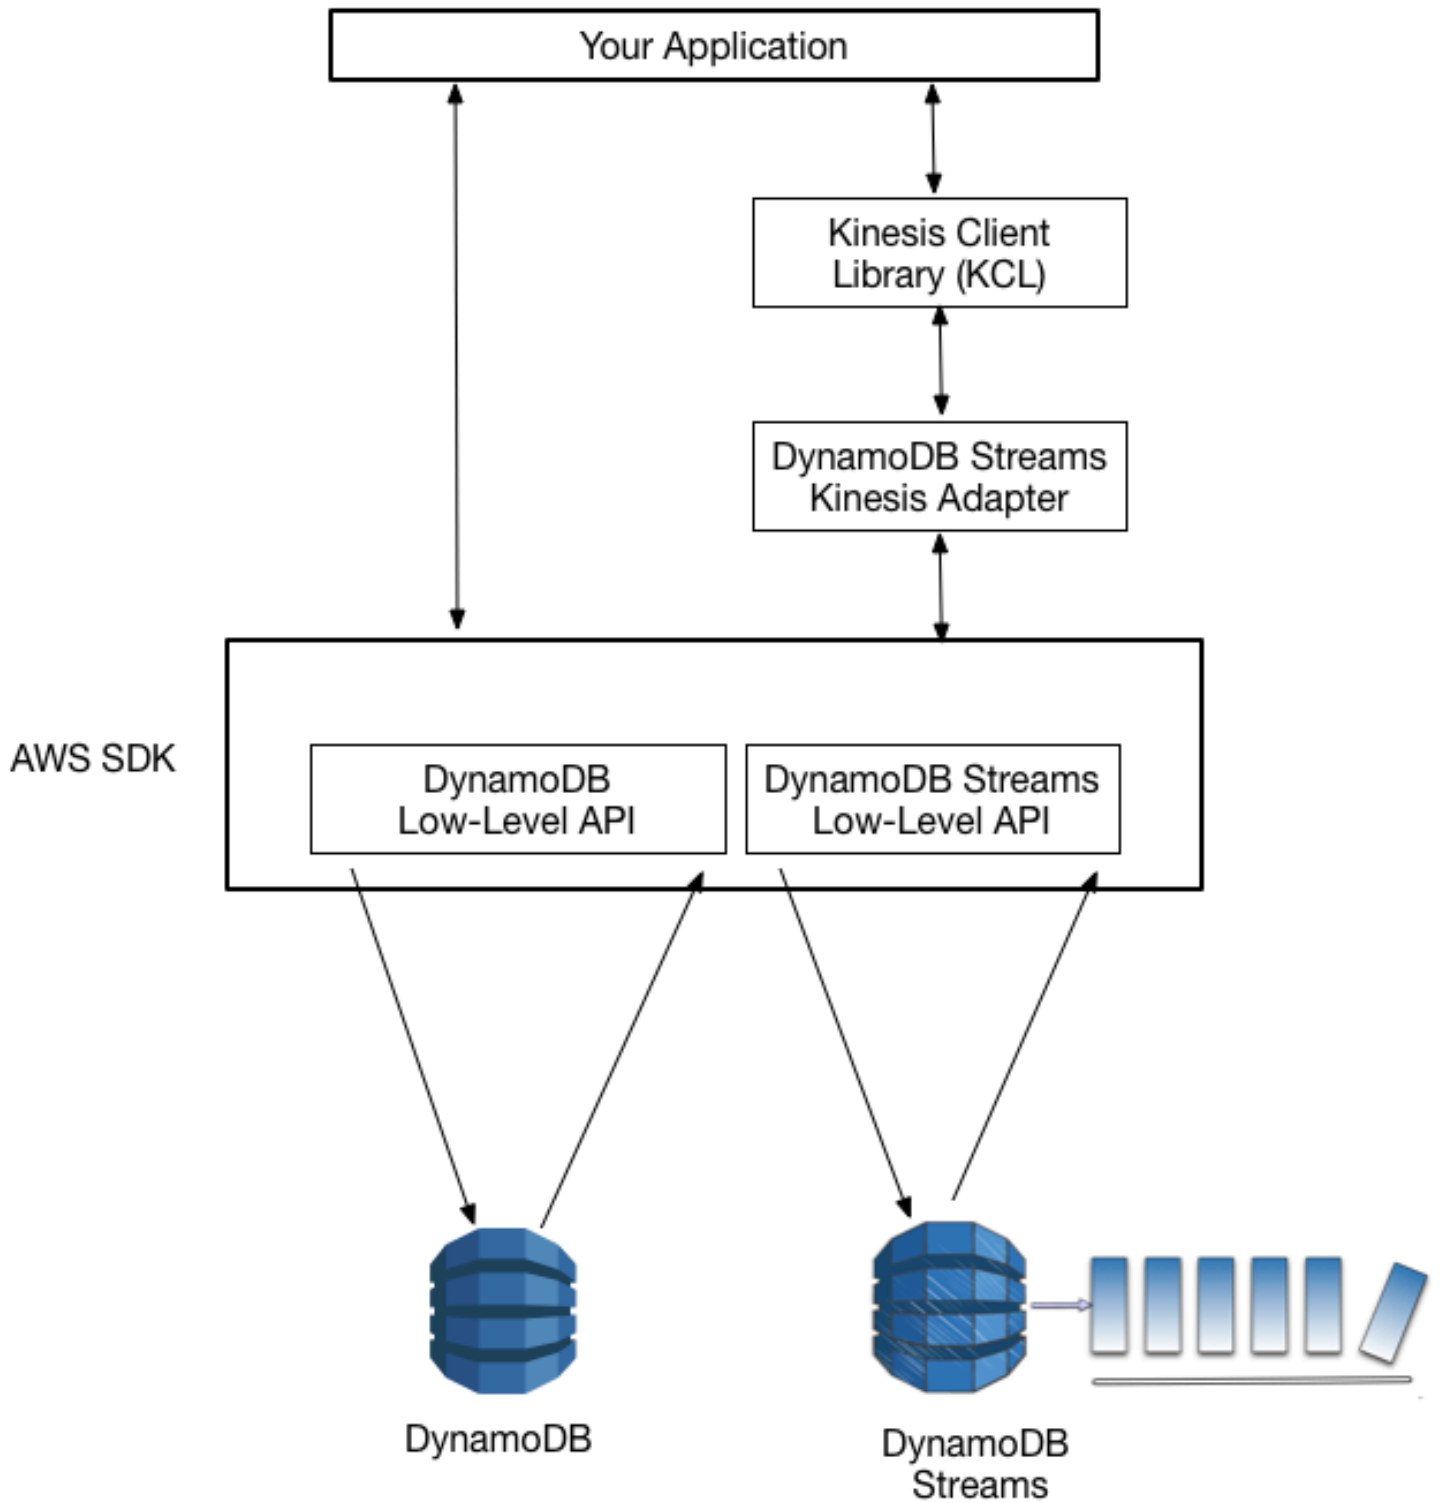 Your Application
Kinesis Client
Library (KCL)
DynamoDB Streams
Kinesis Adapter
AWS SDK
DynamoDB
Low-Level API
DynamoDB Streams
Low-Level API
DynamoDB
DynamoDB
Streams